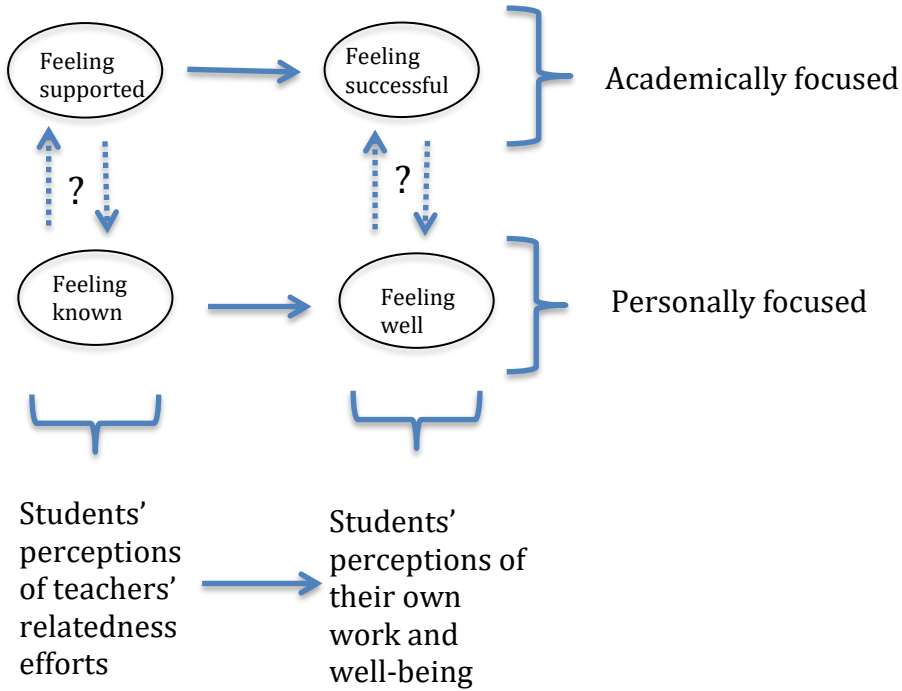 Feeling
supported
Feeling
successful
Academically focused
?
?
Feeling
known
Feeling
well
Personally focused
Students’
perceptions
of teachers’
relatedness
efforts
Students’
perceptions of
their own
work and
well-being